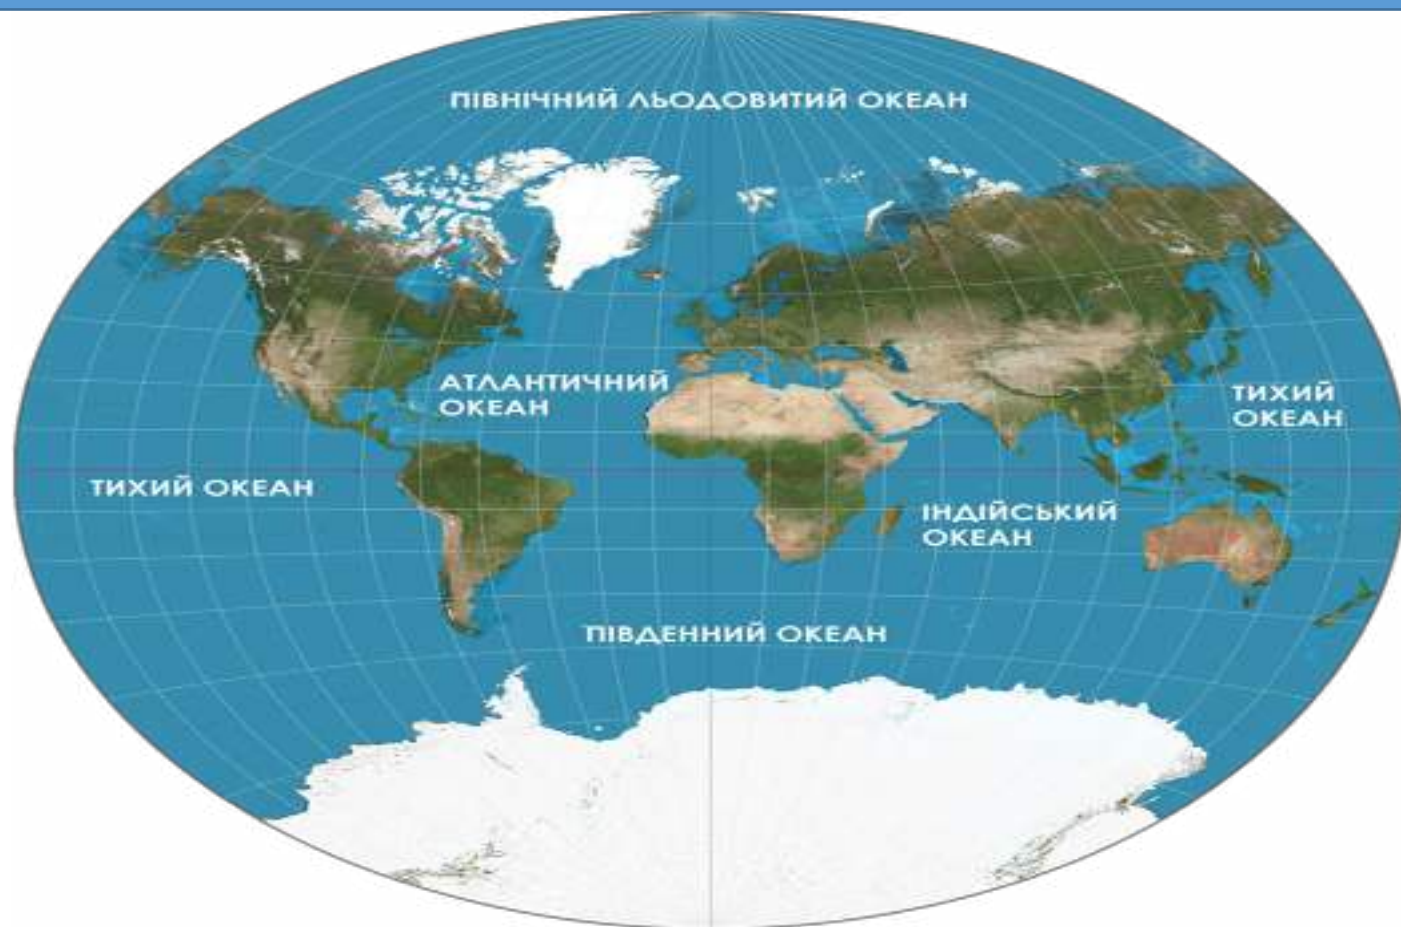 ПІВНІЧНИЙ ЛЬОДОВИТИЙ ОКЕАН
АТЛАНТИЧНИЙ
ОКЕАН
ТИХИЙ
ОКЕАН
ТИХИЙ ОКЕАН
ІНДІЙСЬКИЙ
ОКЕАН
ПІВДЕННИЙ ОКЕАН